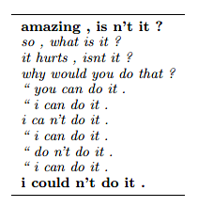 amazing , is n't it ?
so , what is it ?
it hurts , isnt it ?
why would you do that ?
“ you can do it .
“ i can do it .
i ca n't do it .
“ i can do it .
“ do n't do it .
“ i can do it .
i could n't do it .